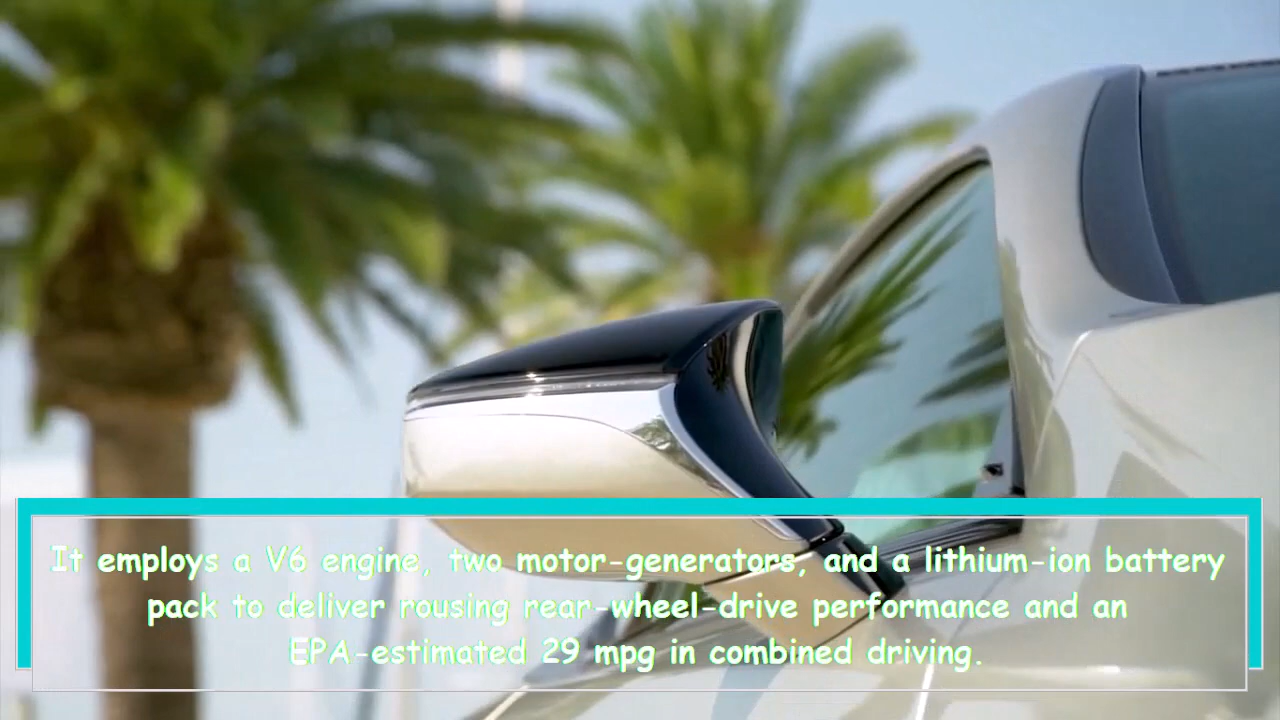 It employs a V6 engine, two motor-generators, and a lithium-ion battery
pack to deliver rousing rear-wheel-drive performance and an
EPA-estimated 29 mpg in combined driving.